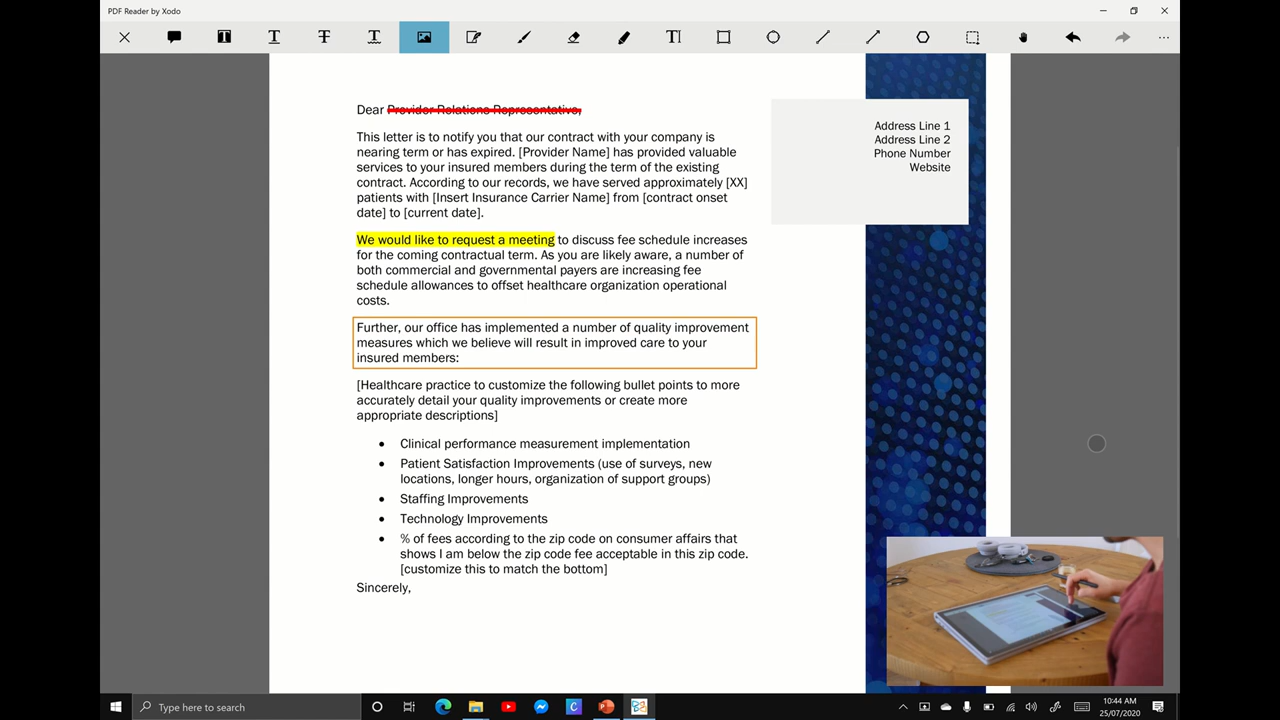 PDF Reader by Xodo
Dear Provider Relations Representative,
This letter is to notify you that our contract with your company is
nearing term or has expired. [Provider Name] has provided valuable
services to your insured members during the term of the existing
contract. According to our records, we have served approximately [XX]
patients with [Insert Insurance Carrier Name] from [contract onset
date] to [current date].
Address Line 1
Address Line 2
Phone Number
Website
We would like to request a meeting to discuss fee schedule increases
for the coming contractual term. As you are likely aware, a number of
both commercial and governmental payers are increasing fee
schedule allowances to offset healthcare organization operational
costs.
Further, our office has implemented a number of quality improvement
measures which we believe will result in improved care to your
insured members:
[Healthcare practice to customize the following bullet points to more
accurately detail your quality improvements or create more
appropriate descriptions]
• Clinical performance measurement implementation
• Patient Satisfaction Improvements (use of surveys, new
locations, longer hours, organization of support groups)
• Staffing Improvements
• Technology Improvements
• % of fees according to the zip code on consumer affairs that
shows I am below the zip code fee acceptable in this zip code.
[customize this to match the bottom]
Sincerely,
Type here to search
10:44 AM
25/07/2020